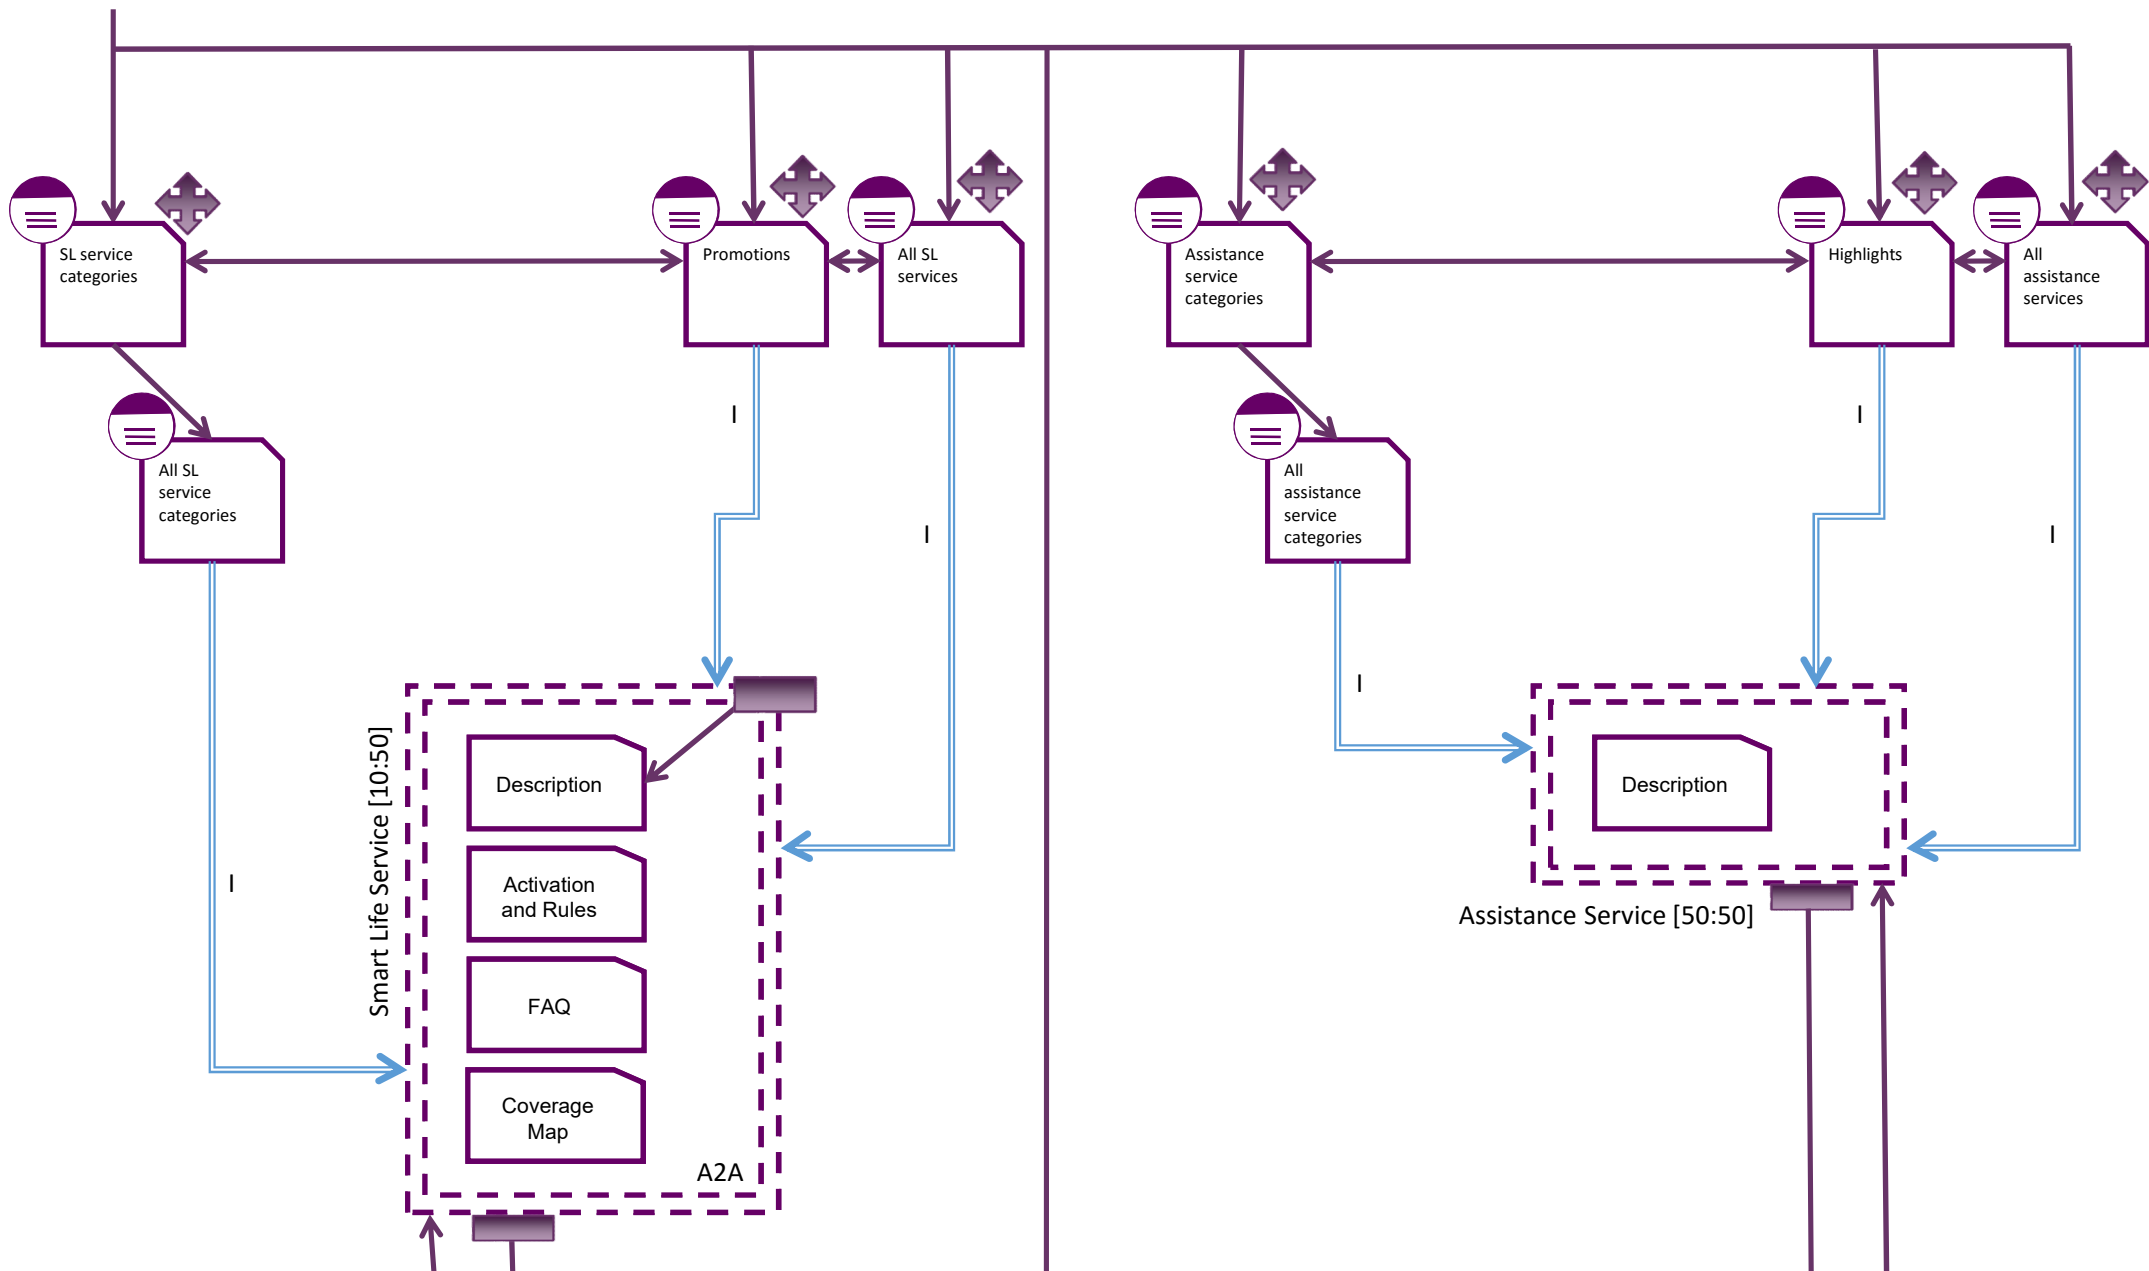 SL service
categories
Promotions
All SL
services
Assistance
service
categories
Highlights
All
assistance
services
All SL
service
categories
I
I
All
assistance
service
categories
I
I
I
I
Smart Life Service [10:50]
Description
Activation
and Rules
FAQ
Coverage
Map
A2A
Description
Assistance Service [50:50]